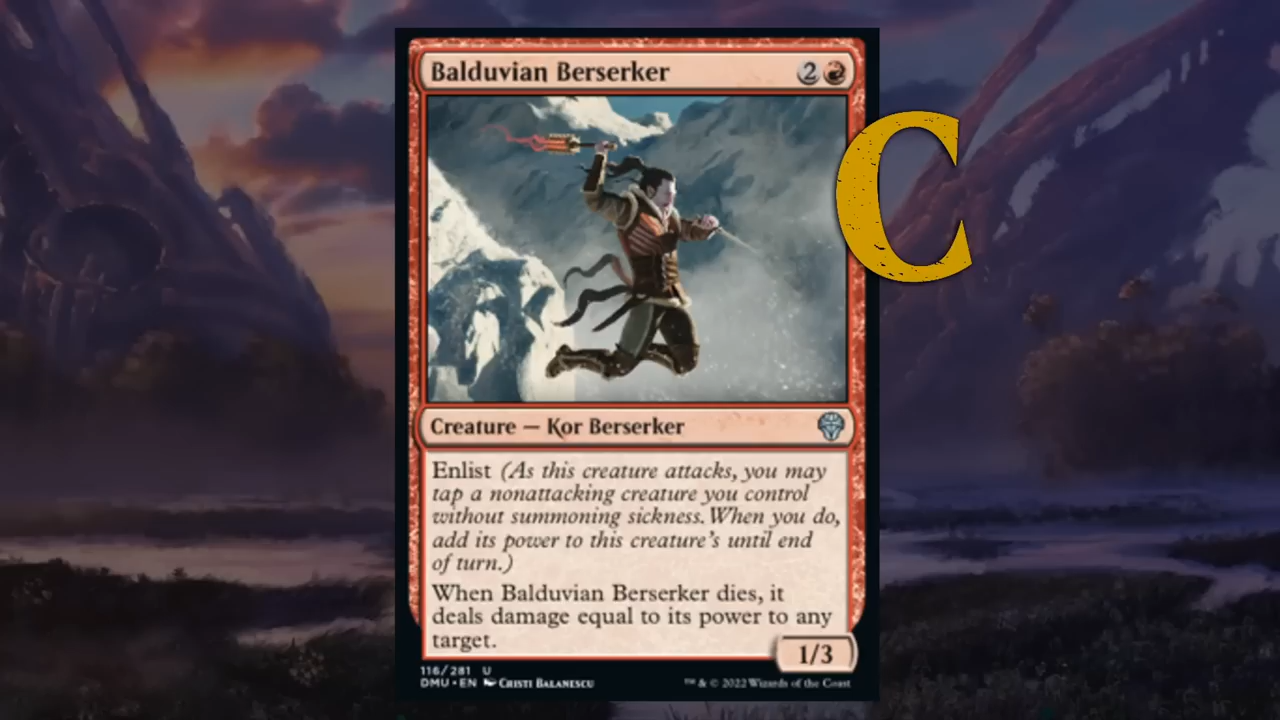 Balduvian Berserker 2
C
Creature — Kor Berserker
Enlist (As this creature attacks, you may
tap a nonattacking creature you control
without summoning sickness. When you do,
add its power to this creature's until end
of turn.)
When Balduvian Berserker dies, it
deals damage equal to its power to any
target.
1/3
116/281 U
DMU • EN Cristi Balanescu
™ & © 2022 Wizards of the Coast